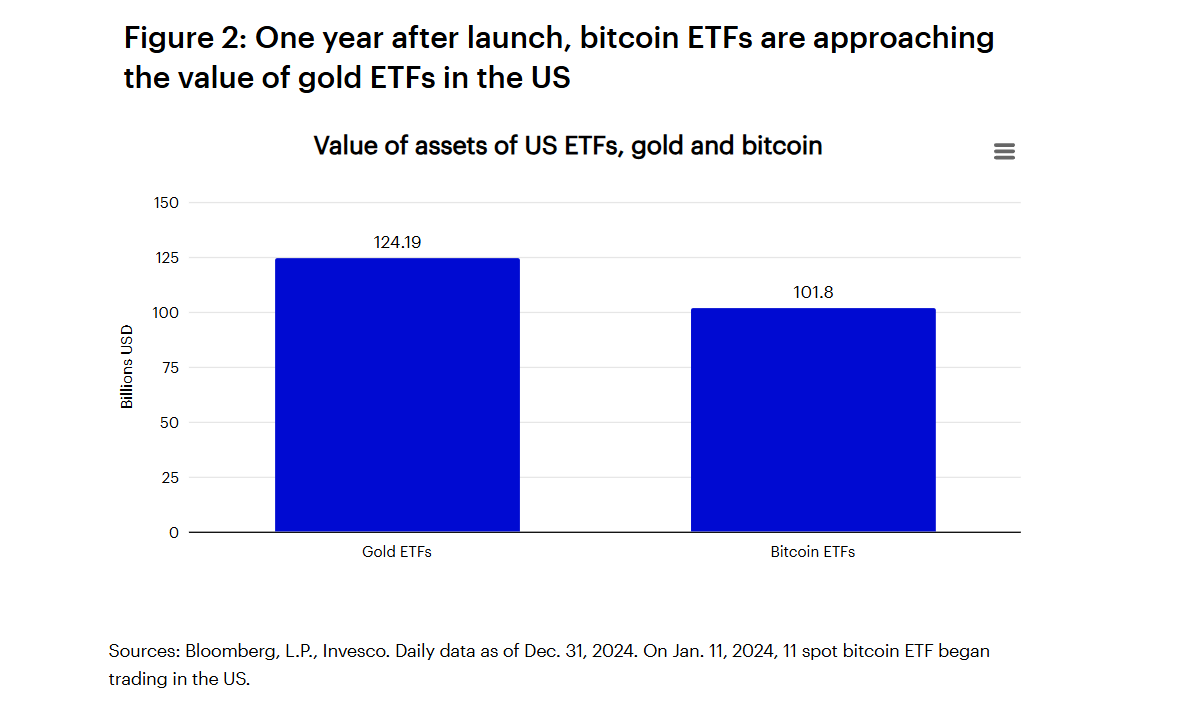 Figure 2: One year after launch, bitcoin ETFs are approaching
the value of gold ETFs in the US
Value of assets of US ETFs, gold and bitcoin
150
125
100
75
50
25
0
Billions USD
124.19
101.8
Gold ETFs
Bitcoin ETFs
Sources: Bloomberg, L.P., Invesco. Daily data as of Dec. 31, 2024. On Jan. 11, 2024, 11 spot bitcoin ETF began
trading in the US.